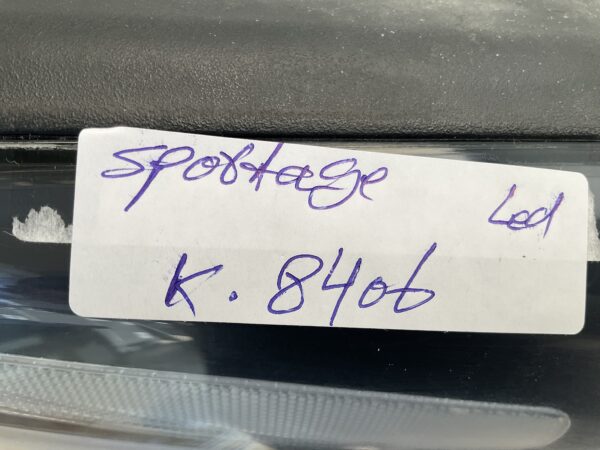 sportage
Led
K. 8406